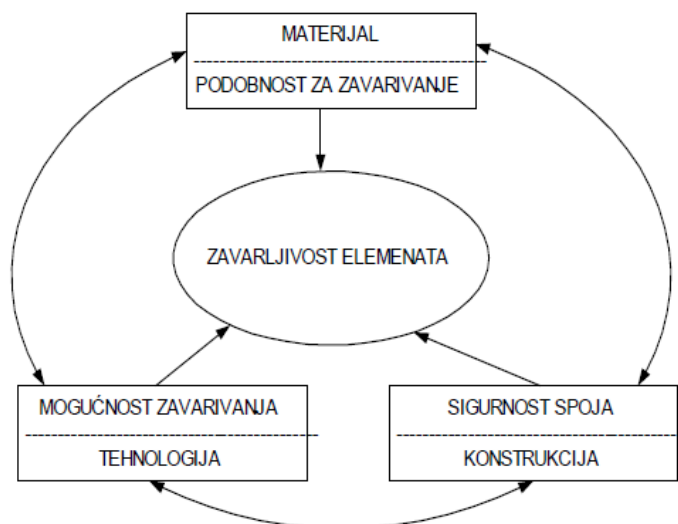 MATERIJAL
PODOBNOST ZA ZAVARIVANJE
ZAVARLJIVOST ELEMENATA
MOGUĆNOST ZAVARIVANJA
TEHNOLOGIJA
SIGURNOST SPOJA
KONSTRUKCIJA